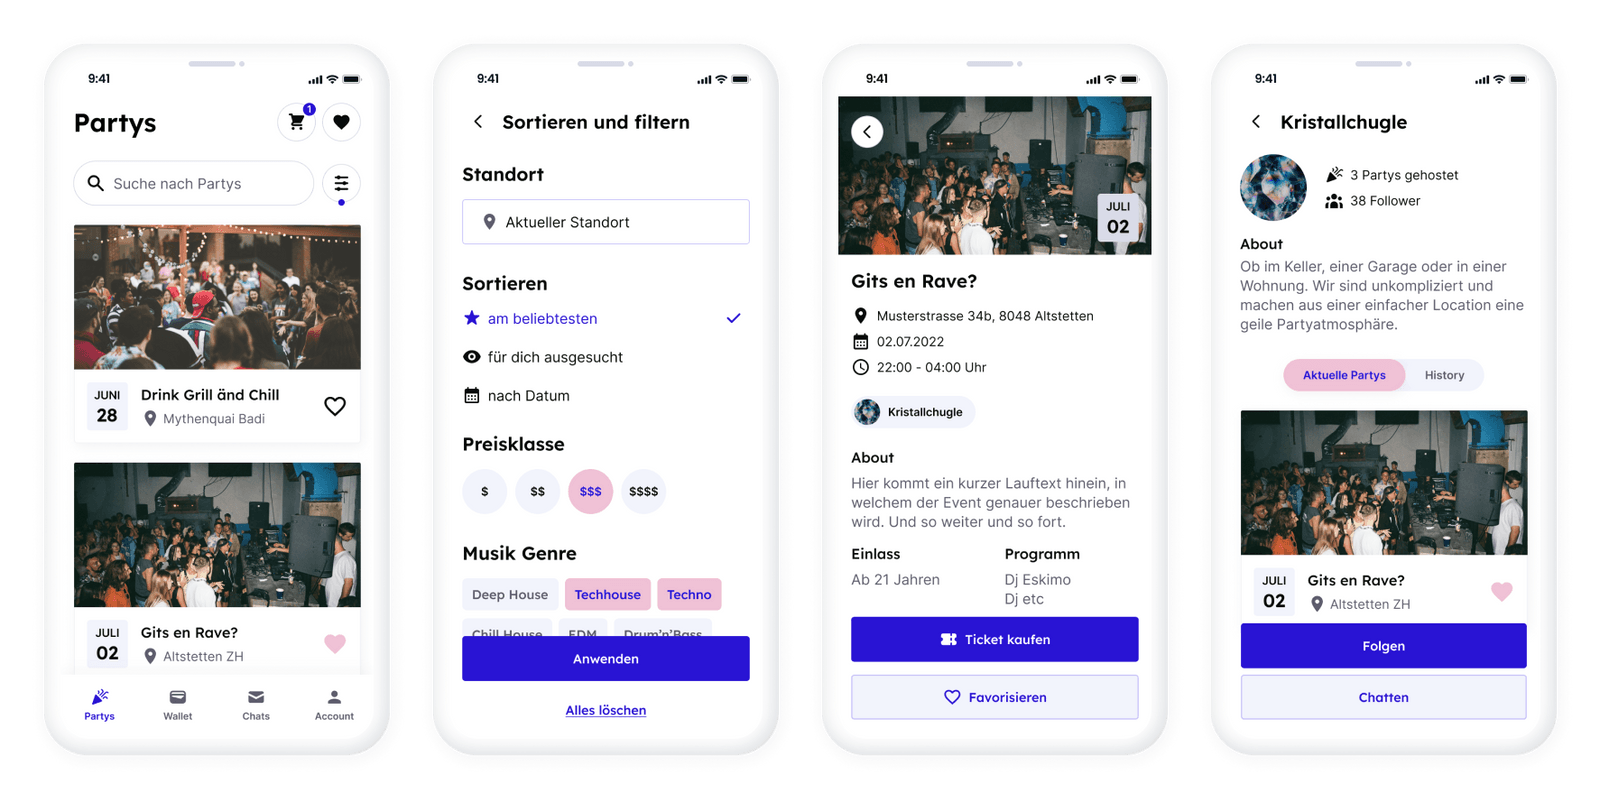 9:41
Partys
1
Suche nach Partys
JUNI
28
Drink Grill änd Chill
Mythenquai Badi
JULI
02
Gits en Rave?
Altstetten ZH
Partys
Wallet
Chats
Account
9:41
Sortieren und filtern
Standort
Aktueller Standort
Sortieren
am beliebtesten
für dich ausgesucht
nach Datum
Preisklasse
$ $$ $$$ $$$$
Musik Genre
Deep House Techhouse Techno
Chill House EDM Drum'n'Bass
Anwenden
Alles löschen
9:41
JULI
02
Gits en Rave?
Musterstrasse 34b, 8048 Altstetten
02.07.2022
22:00 - 04:00 Uhr
Kristallchugle
About
Hier kommt ein kurzer Lauftext hinein, in
welchem der Event genauer beschrieben
wird. Und so weiter und so fort.
Einlass
Ab 21 Jahren
Programm
Dj Eskimo
Dj etc
Ticket kaufen
Favorisieren
9:41
Kristallchugle
3 Partys gehostet
38 Follower
About
Ob im Keller, einer Garage oder in einer
Wohnung. Wir sind unkompliziert und
machen aus einer einfacher Location eine
geile Partyatmosphäre.
Aktuelle Partys History
JULI
02
Gits en Rave?
Altstetten ZH
Folgen
Chatten